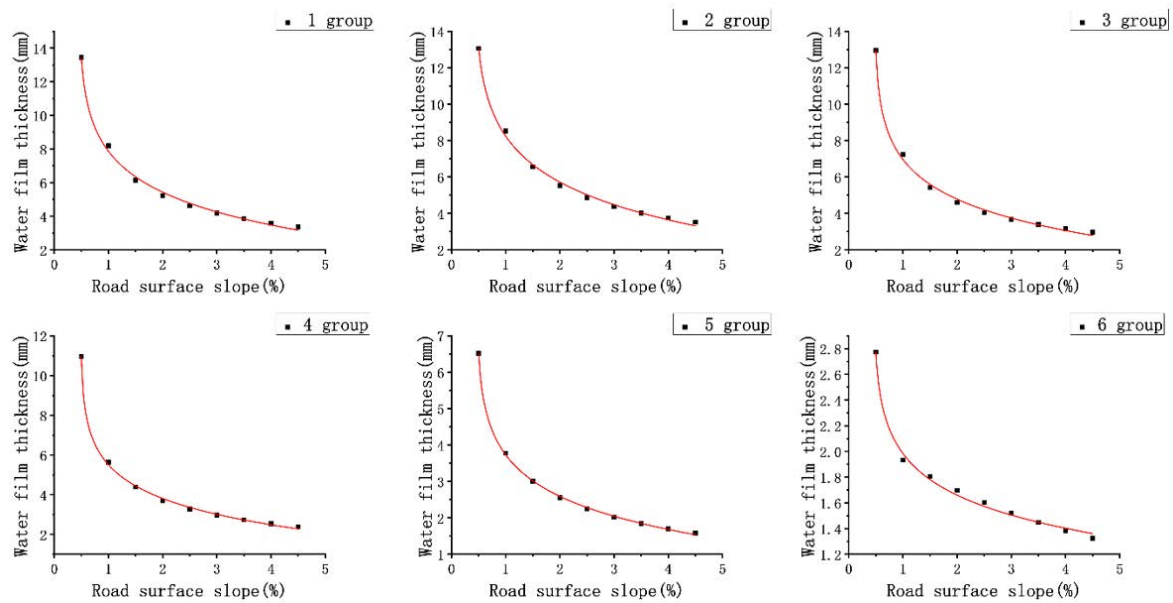 1 group
Water film thickness(mm)
14
12
10
8
6
4
2
0 1 2 3 4 5
Road surface slope(%)
2 group
Water film thickness(mm)
14
12
10
8
6
4
2
0 1 2 3 4 5
Road surface slope(%)
3 group
Water film thickness(mm)
14
12
10
8
6
4
2
0 1 2 3 4 5
Road surface slope(%)
4 group
Water film thickness(mm)
12
10
8
6
4
2
0 1 2 3 4 5
Road surface slope(%)
5 group
Water film thickness(mm)
7
6
5
4
3
2
1
0 1 2 3 4 5
Road surface slope(%)
6 group
Water film thickness(mm)
2.8
2.6
2.4
2.2
2.0
1.8
1.6
1.4
1.2
0 1 2 3 4 5
Road surface slope(%)